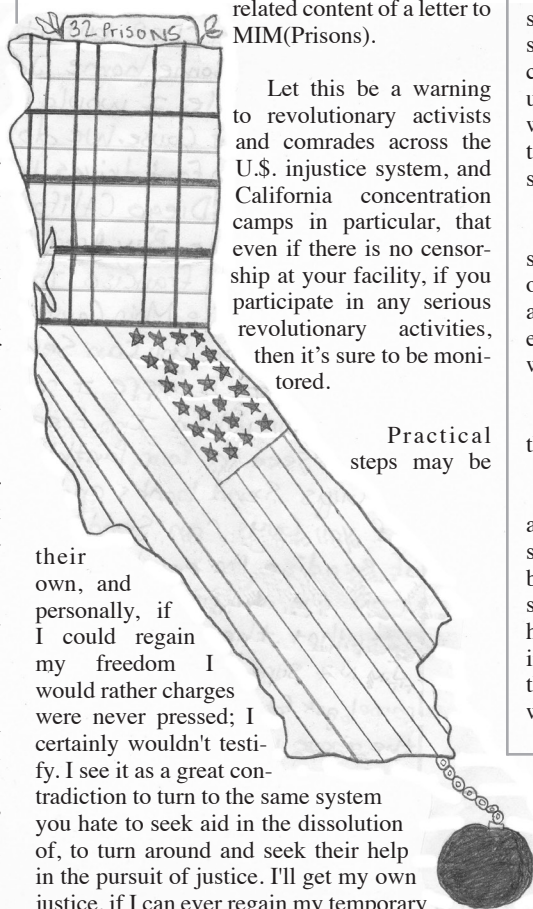 32 Prisons
related content of a letter to
MIM(Prisons).
Let this be a warning
to revolutionary activists
and comrades across the
U.$. injustice system, and
California concentration
camps in particular, that
even if there is no censor-
ship at your facility, if you
participate in any serious
revolutionary activities,
then it's sure to be moni-
tored.
Practical
steps may be
their
own, and
personally, if
I could regain
my freedom I
would rather charges
were never pressed; I
certainly wouldn't testi-
fy. I see it as a great con-
tradiction to turn to the same system
you hate to seek aid in the dissolution
of, to turn around and seek their help
in the pursuit of justice. I'll get my own
justice, if I can ever regain my temporary